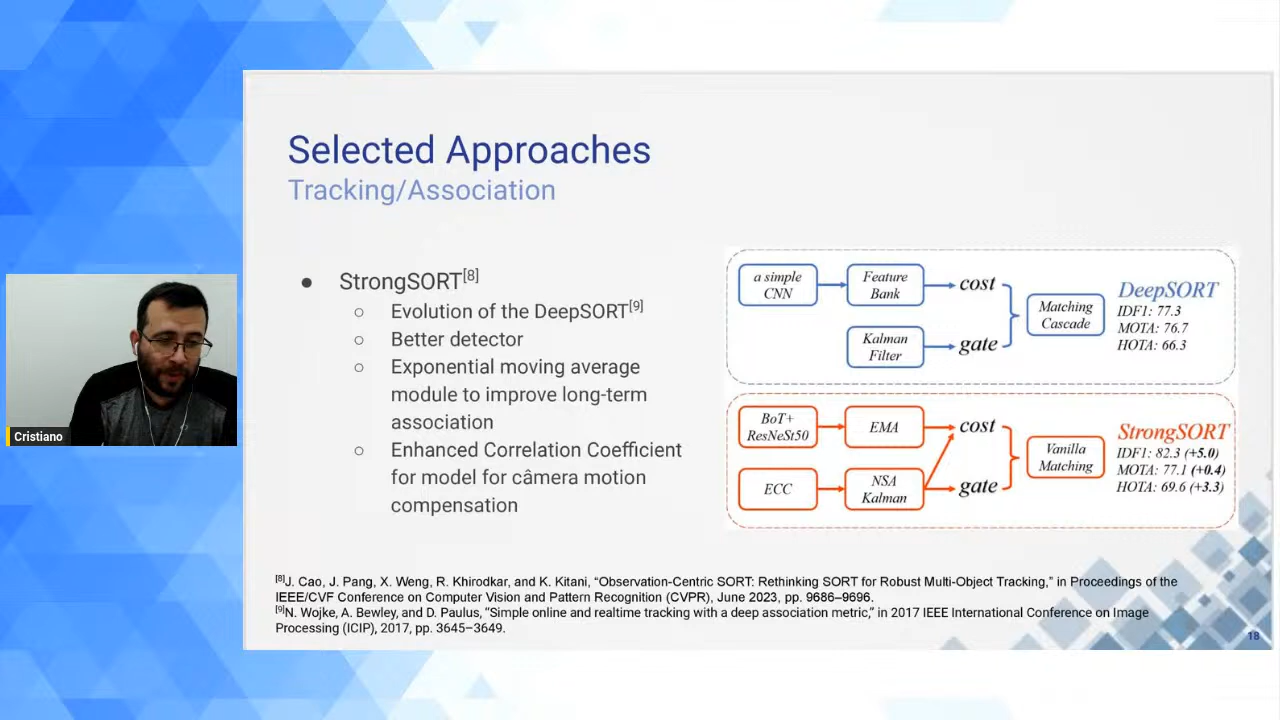 Selected Approaches
Tracking/Association
● StrongSORT[8]
○ Evolution of the DeepSORT[9]
○ Better detector
○ Exponential moving average
module to improve long-term
association
○ Enhanced Correlation Coefficient
for model for câmera motion
compensation
a simple
CNN
Feature
Bank
cost
Kalman
Filter
gate
Matching
Cascade
DeepSORT
IDF1: 77.3
MOTA: 76.7
HOTA: 66.3
BoT+
ResNeSt50
EMA
cost
ECC
NSA
Kalman
gate
Vanilla
Matching
StrongSORT
IDF1: 82.3 (+5.0)
MOTA: 77.1 (+0.4)
HOTA: 69.6 (+3.3)
Cristiano
[8]J. Cao, J. Pang, X. Weng, R. Khirodkar, and K. Kitani, “Observation-Centric SORT: Rethinking SORT for Robust Multi-Object Tracking,” in Proceedings of the
IEEE/CVF Conference on Computer Vision and Pattern Recognition (CVPR), June 2023, pp. 9686–9696.
[9]N. Wojke, A. Bewley, and D. Paulus, “Simple online and realtime tracking with a deep association metric,” in 2017 IEEE International Conference on Image
Processing (ICIP), 2017, pp. 3645–3649.
18